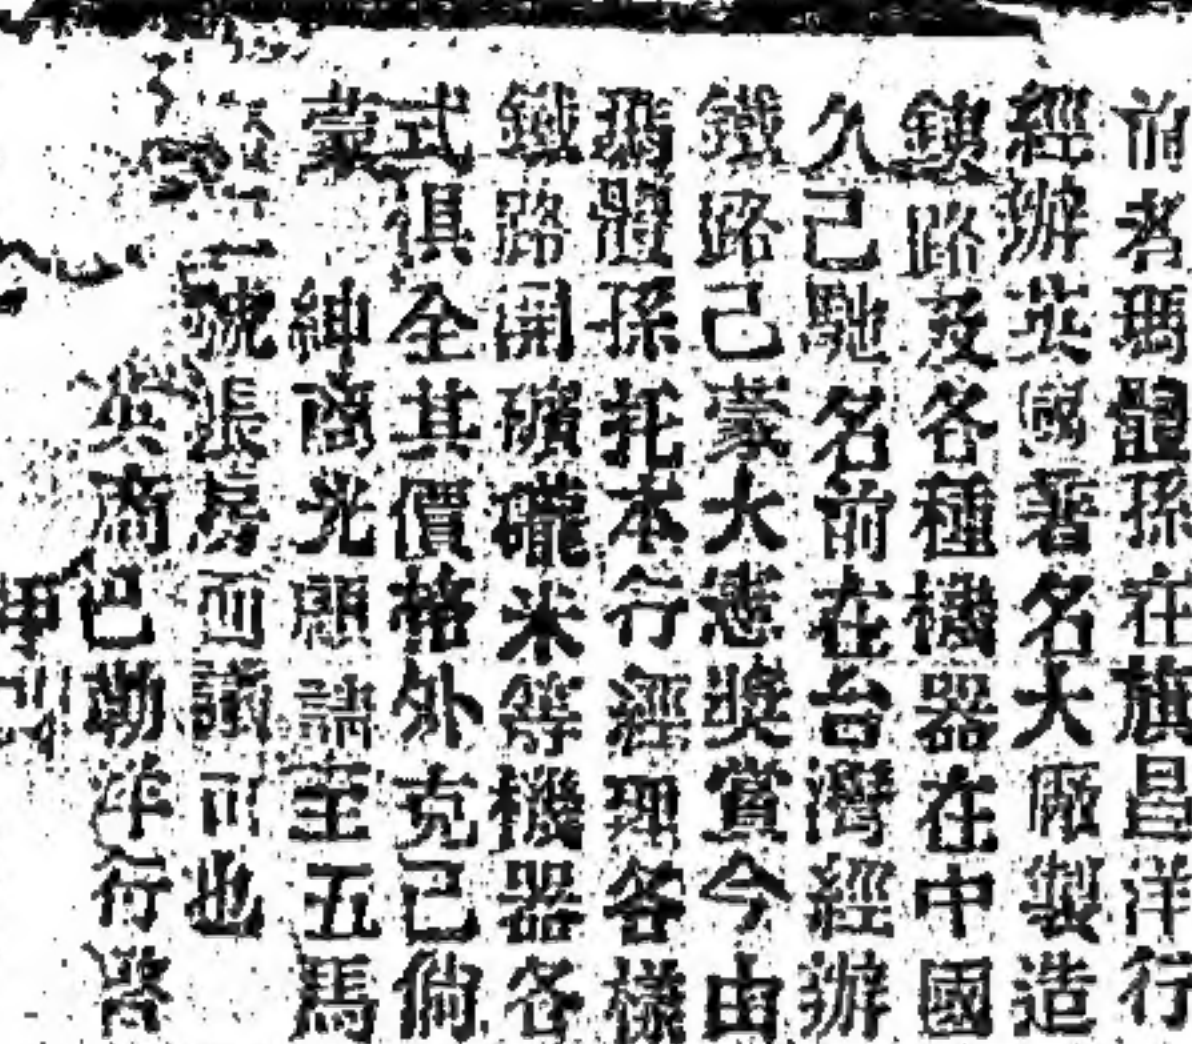 前者瑪體孫在旗昌洋行
經辦英國著名大廠製造
鐵路及各種機器在中國
久已馳名前在台灣經辦
鐵路已蒙大憲獎賞今由
瑪體孫托本行經理各樣
鐵路開礦礱米等機器各
式俱全其價格外克己倘
蒙
紳商光顧請至五馬
號張房面議可也
英商巴勒
行啓